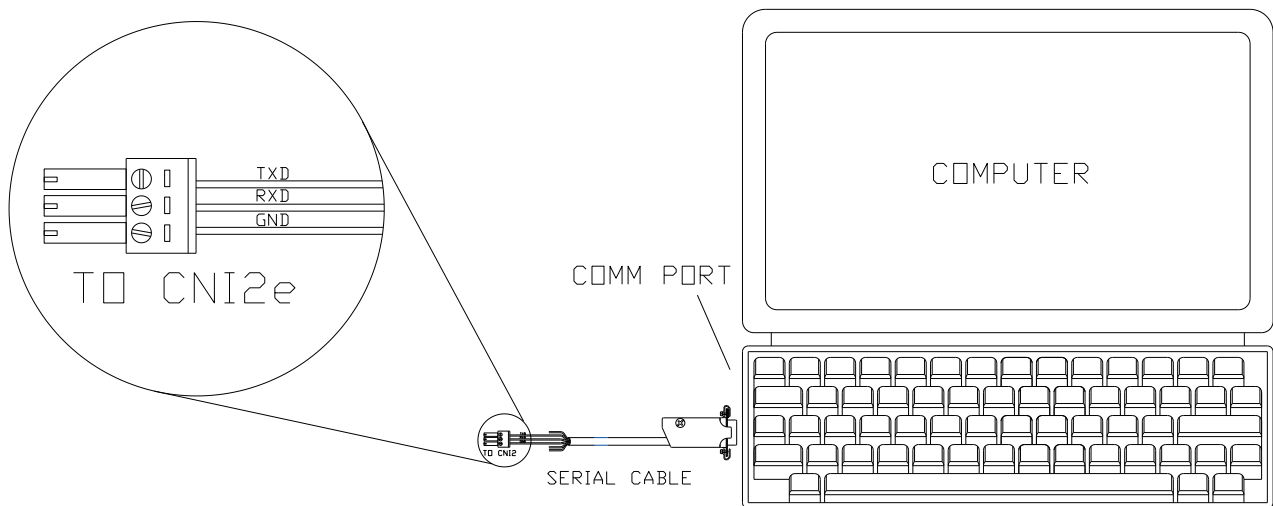 TXD
RXD
GND
TO CNI2e
COMPUTER
COMM PORT
TO CNI2
SERIAL CABLE